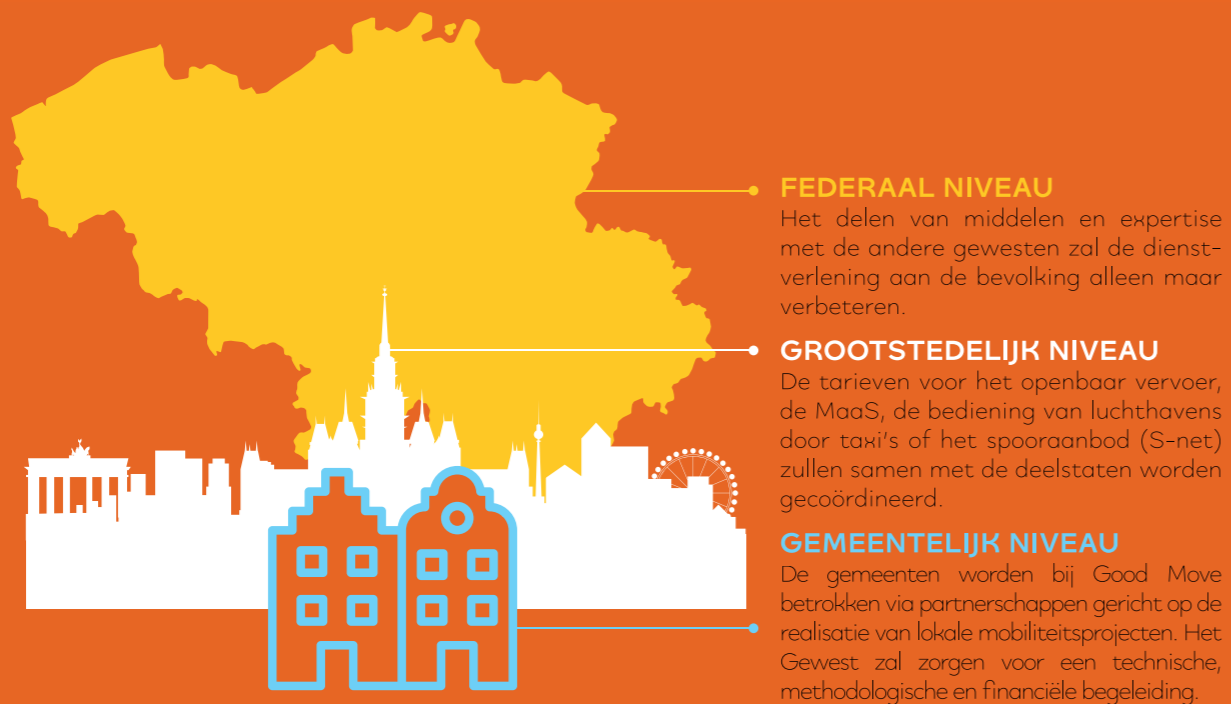 FEDERAAL NIVEAU
Het delen van middelen en expertise
met de andere gewesten zal de dienst-
verlening aan de bevolking alleen maar
verbeteren.
GROOTSTEDELIJK NIVEAU
De tarieven voor het openbaar vervoer,
de MaaS, de bediening van luchthavens
door taxi's of het spooraanbod (S-net)
zullen samen met de deelstaten worden
gecoördineerd.
GEMEENTELIJK NIVEAU
De gemeenten worden bij Good Move
betrokken via partnerschappen gericht op de
realisatie van lokale mobiliteitsprojecten. Het
Gewest zal zorgen voor een technische,
methodologische en financiële begeleiding.